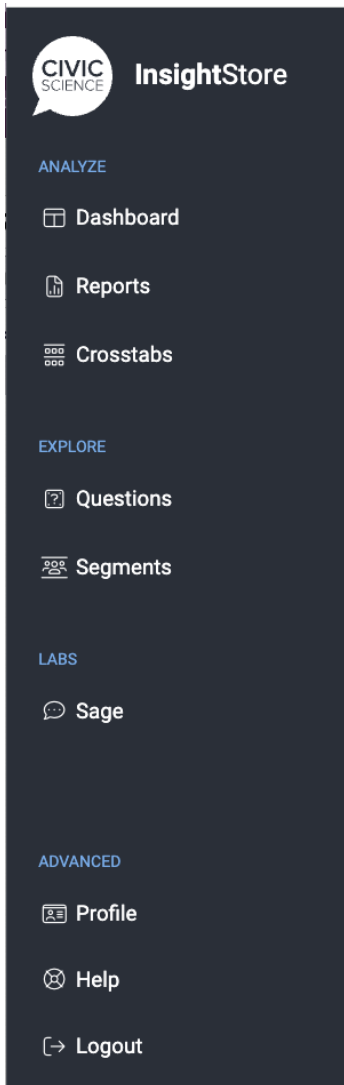 CIVIC
SCIENCE
InsightStore
ANALYZE
Dashboard
Reports
Crosstabs
EXPLORE
Questions
Segments
LABS
Sage
ADVANCED
Profile
Help
Logout